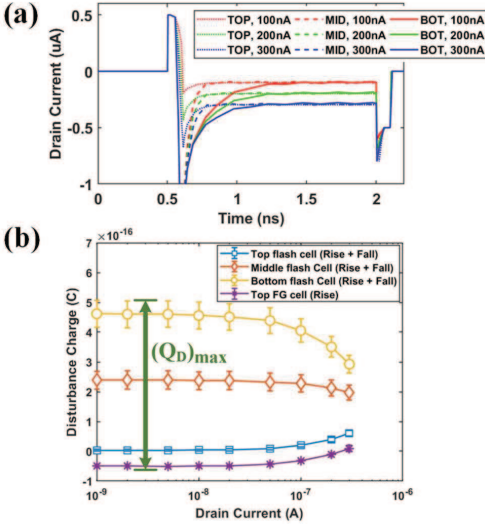 (a)
TOP, 100nA MID, 100nA BOT, 100nA
TOP, 200nA MID, 200nA BOT, 200nA
TOP, 300nA MID, 300nA BOT, 300nA
Drain Current (uA)
0.5
0
-0.5
-1
0 0.5 1 1.5 2
Time (ns)
(b)
×10^-16
Top flash cell (Rise + Fall)
Middle flash Cell (Rise + Fall)
Bottom flash Cell (Rise + Fall)
Top FG cell (Rise)
Disturbance Charge (C)
7
6
5
4
3
2
1
0
-1
(Q_D)_max
10^-9 10^-8 10^-7 10^-6
Drain Current (A)